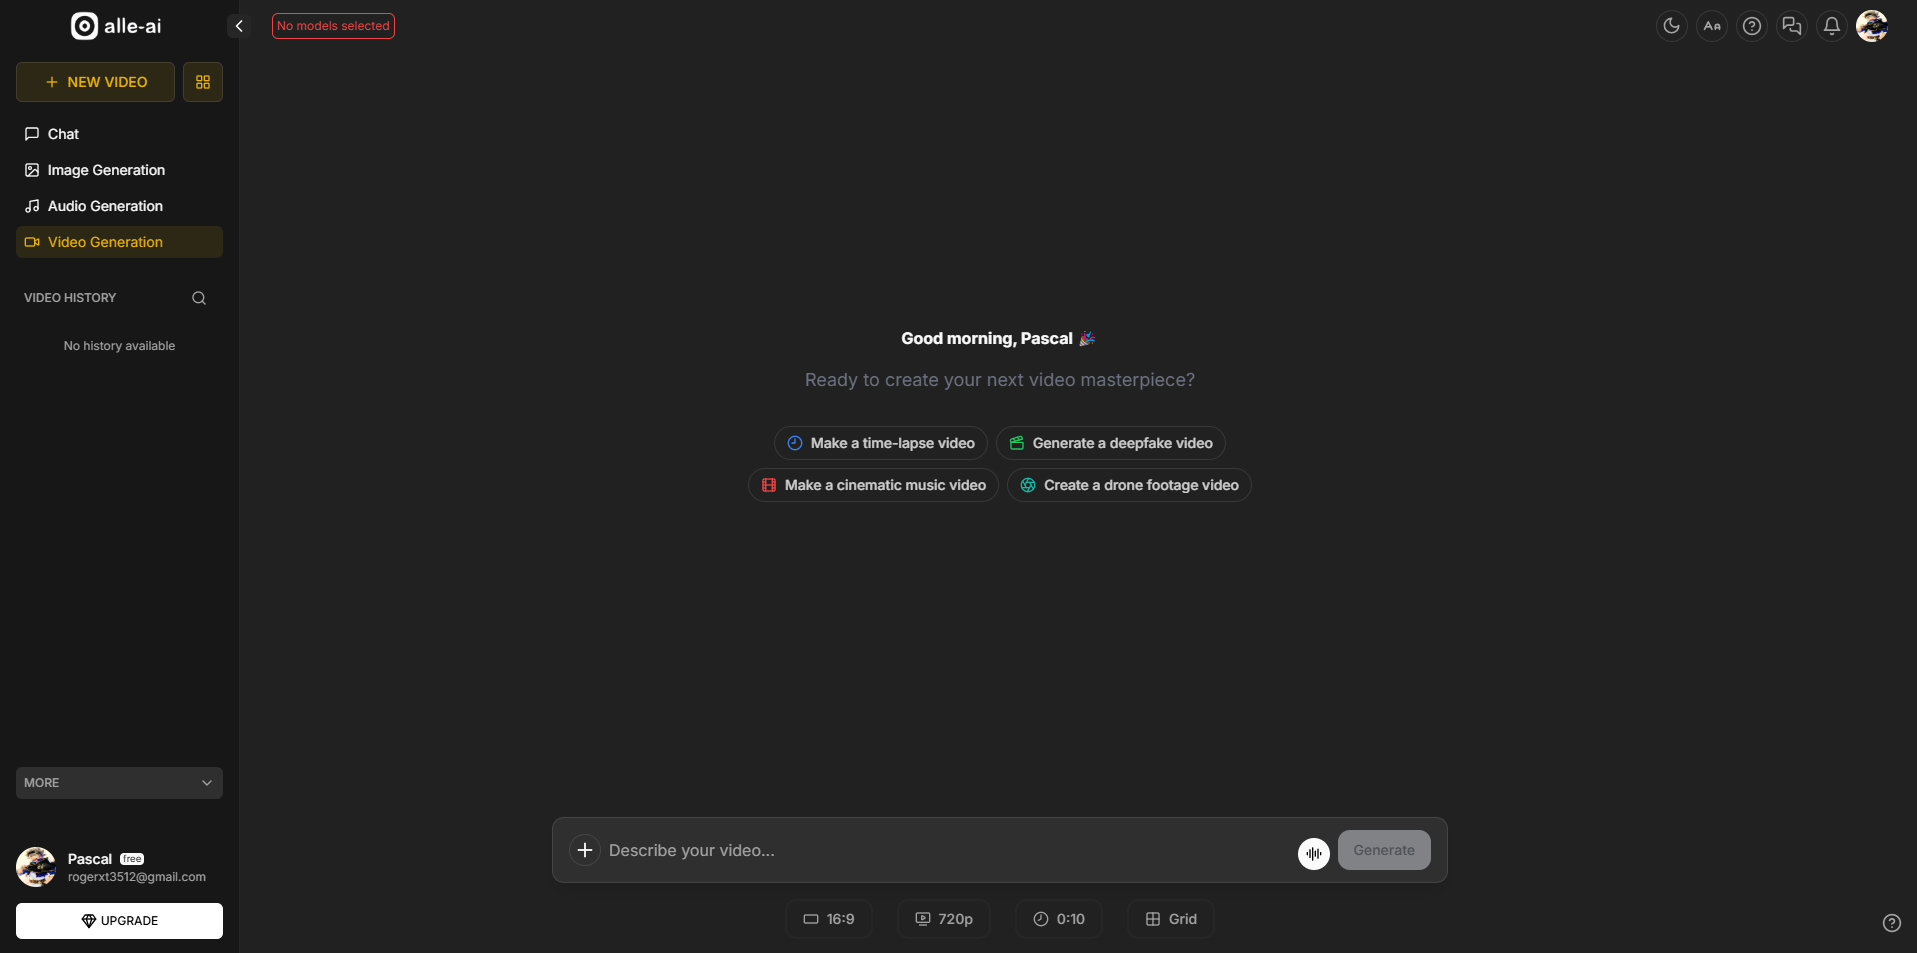 alle-ai
No models selected
NEW VIDEO
Chat
Image Generation
Audio Generation
Video Generation
VIDEO HISTORY
No history available
Good morning, Pascal 🎉
Ready to create your next video masterpiece?
Make a time-lapse video
Generate a deepfake video
Make a cinematic music video
Create a drone footage video
MORE
Pascal free
rogerxt3512@gmail.com
UPGRADE
Describe your video...
Generate
16:9
720p
0:10
Grid